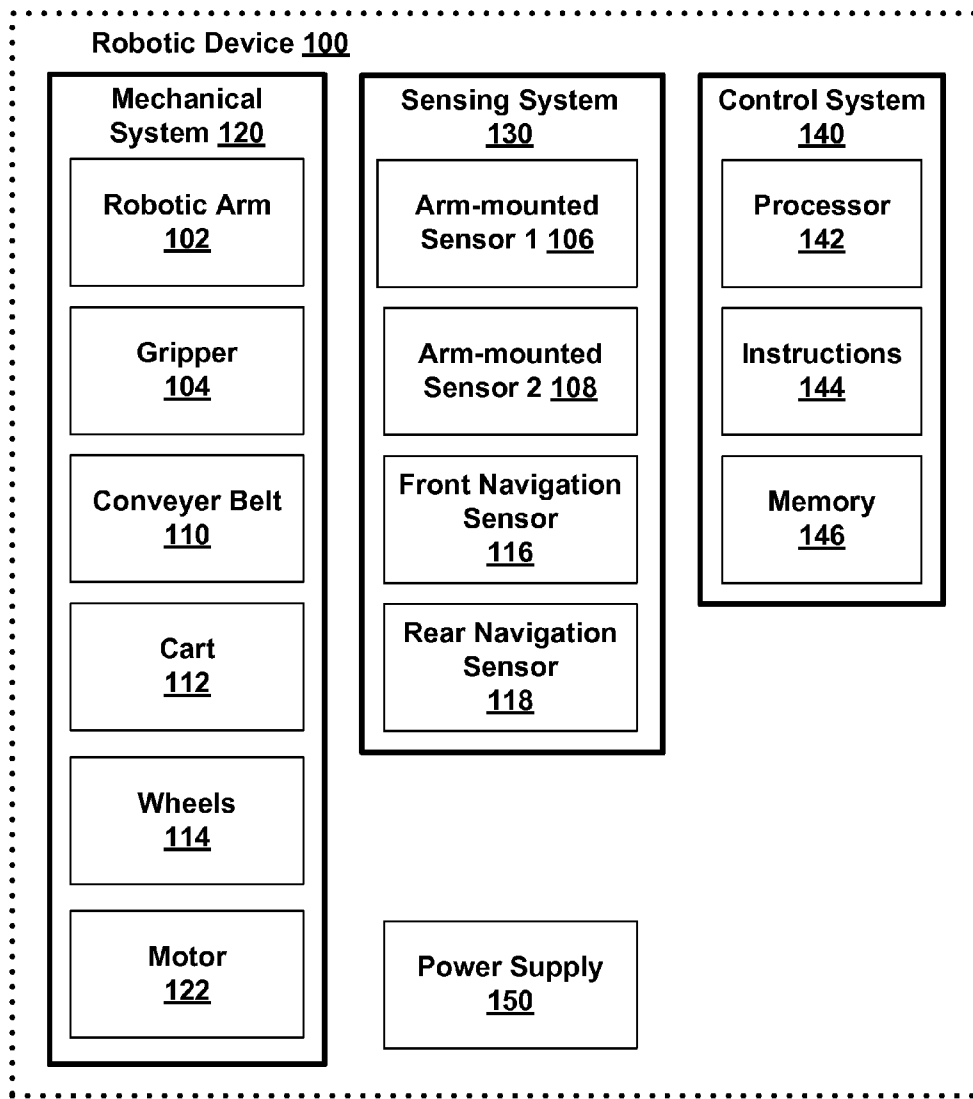 Robotic Device 100
Mechanical
System 120
Robotic Arm
102
Gripper
104
Conveyer Belt
110
Cart
112
Wheels
114
Motor
122
Sensing System
130
Arm-mounted
Sensor 1 106
Arm-mounted
Sensor 2 108
Front Navigation
Sensor
116
Rear Navigation
Sensor
118
Power Supply
150
Control System
140
Processor
142
Instructions
144
Memory
146